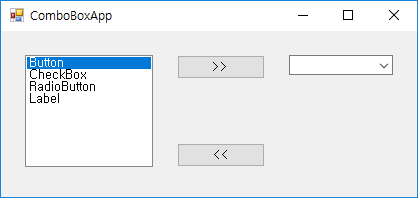 ComboBoxApp
Button
CheckBox
RadioButton
Label
>>
<<